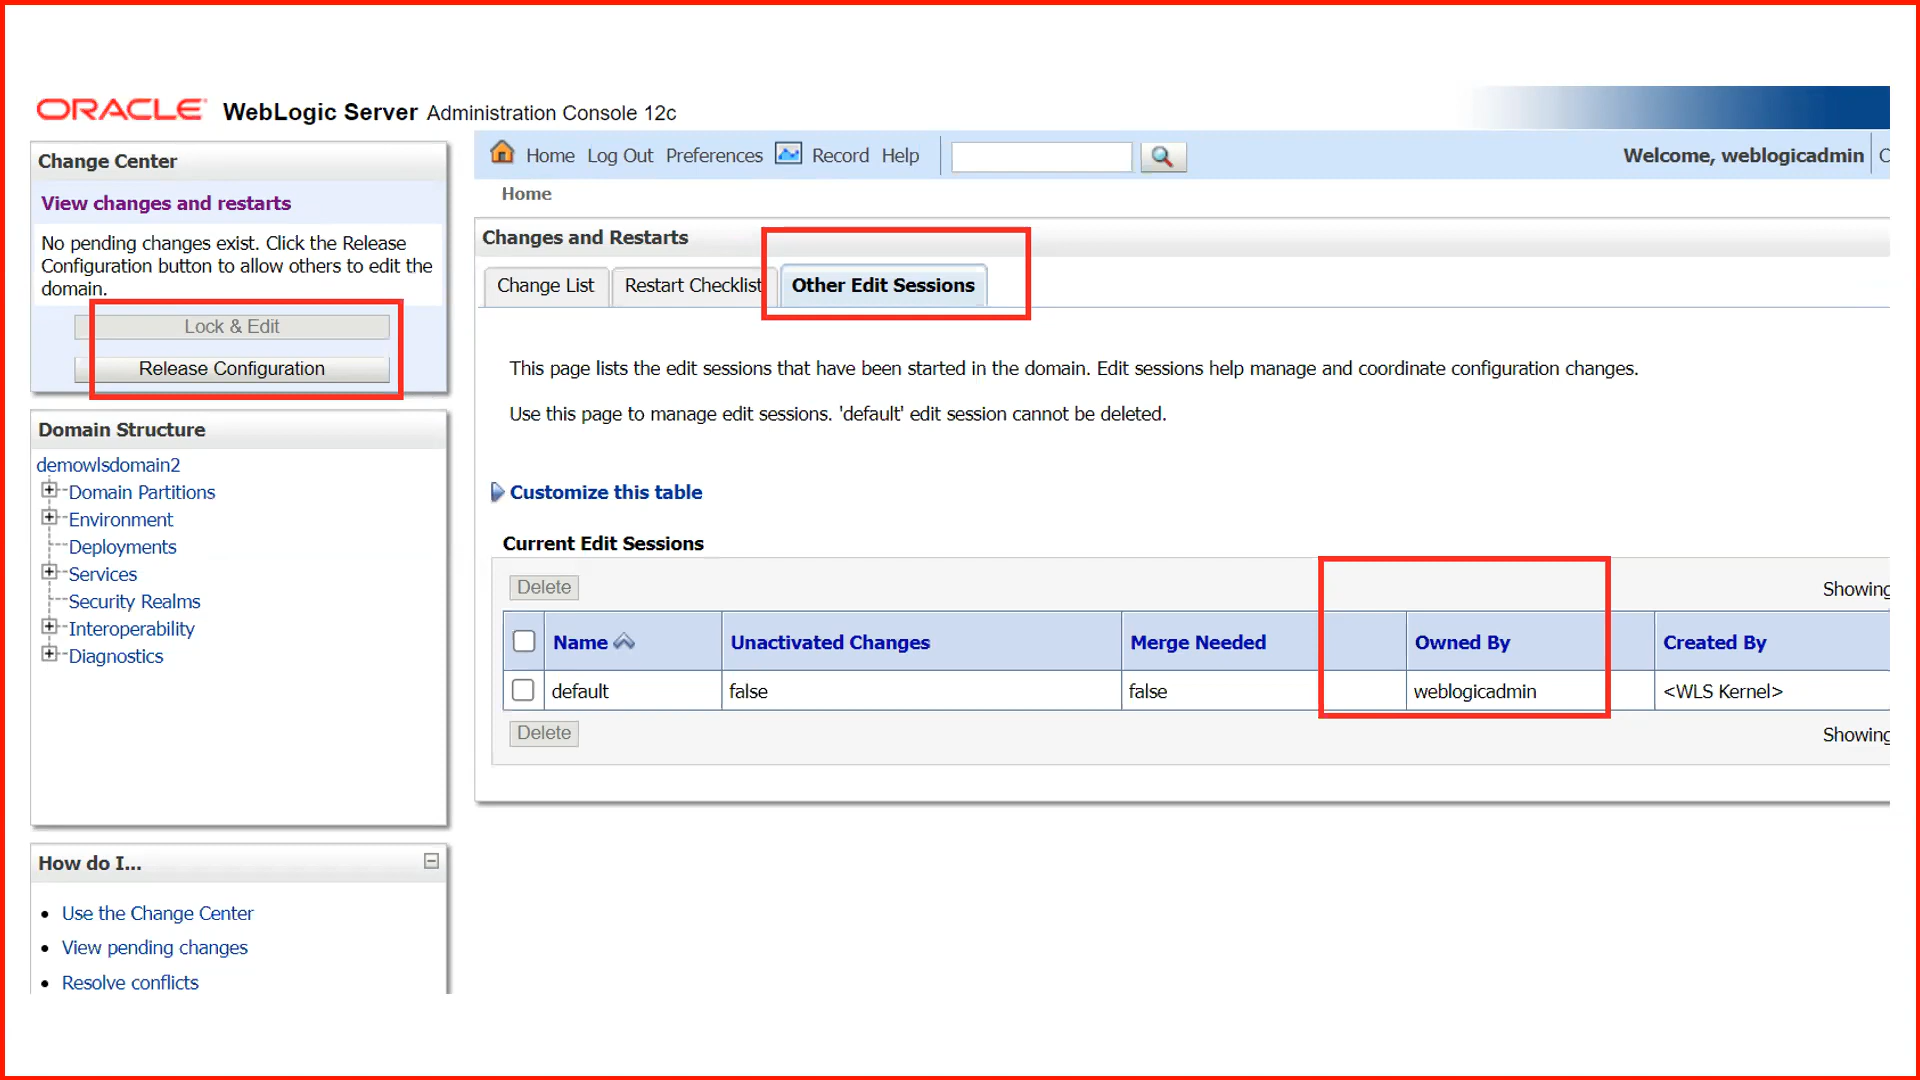 ORACLE WebLogic Server Administration Console 12c
Change Center
View changes and restarts
No pending changes exist. Click the Release
Configuration button to allow others to edit the
domain.
Lock & Edit
Release Configuration
Domain Structure
demowlsdomain2
Domain Partitions
Environment
Deployments
Services
Security Realms
Interoperability
Diagnostics
How do I...
Use the Change Center
View pending changes
Resolve conflicts
Home Log Out Preferences Record Help
Welcome, weblogicadmin
Home
Changes and Restarts
Change List Restart Checklist Other Edit Sessions
This page lists the edit sessions that have been started in the domain. Edit sessions help manage and coordinate configuration changes.
Use this page to manage edit sessions. 'default' edit session cannot be deleted.
Customize this table
Current Edit Sessions
Delete Showing
Name Unactivated Changes Merge Needed Owned By Created By
default false false weblogicadmin <WLS Kernel>
Delete Showing